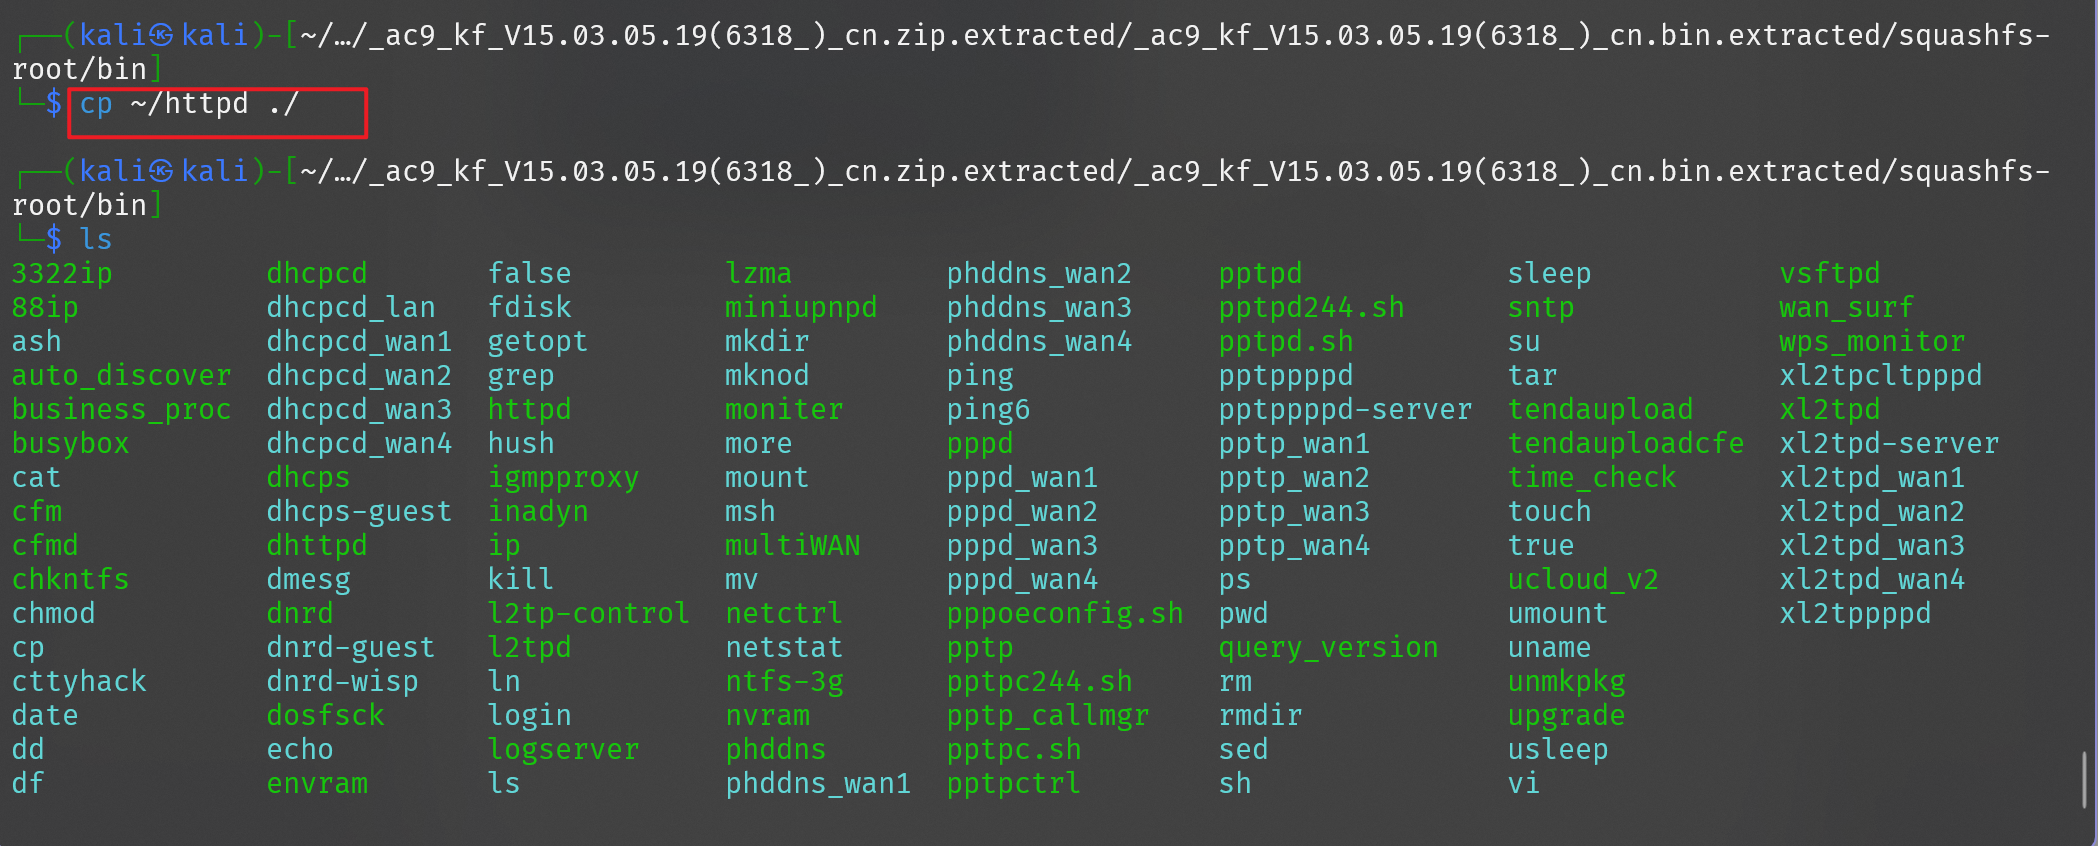 ┌──(kali㉿kali)-[~/…/_ac9_kf_V15.03.05.19(6318_)_cn.zip.extracted/_ac9_kf_V15.03.05.19(6318_)_cn.bin.extracted/squashfs-
root/bin]
└─$ cp ~/httpd ./
┌──(kali㉿kali)-[~/…/_ac9_kf_V15.03.05.19(6318_)_cn.zip.extracted/_ac9_kf_V15.03.05.19(6318_)_cn.bin.extracted/squashfs-
root/bin]
└─$ ls
3322ip dhcpcd false lzma phddns_wan2 pptpd sleep vsftpd
88ip dhcpcd_lan fdisk miniupnpd phddns_wan3 pptpd244.sh sntp wan_surf
ash dhcpcd_wan1 getopt mkdir phddns_wan4 pptpd.sh su wps_monitor
auto_discover dhcpcd_wan2 grep mknod ping pptppppd tar xl2tpcltpppd
business_proc dhcpcd_wan3 httpd moniter ping6 pptppppd-server tendaupload xl2tpd
busybox dhcpcd_wan4 hush more pppd pptp_wan1 tendauploadcfe xl2tpd-server
cat dhcps igmpproxy mount pppd_wan1 pptp_wan2 time_check xl2tpd_wan1
cfm dhcps-guest inadyn msh pppd_wan2 pptp_wan3 touch xl2tpd_wan2
cfmd dhttpd ip multiWAN pppd_wan3 pptp_wan4 true xl2tpd_wan3
chkntfs dmesg kill mv pppd_wan4 ps ucloud_v2 xl2tpd_wan4
chmod dnrd l2tp-control netctrl pppoeconfig.sh pwd umount xl2tppppd
cp dnrd-guest l2tpd netstat pptp query_version uname
cttyhack dnrd-wisp ln ntfs-3g pptpc244.sh rm unmkpkg
date dosfsck login nvram pptp_callmgr rmdir upgrade
dd echo logserver phddns pptpc.sh sed usleep
df envram ls phddns_wan1 pptpctrl sh vi